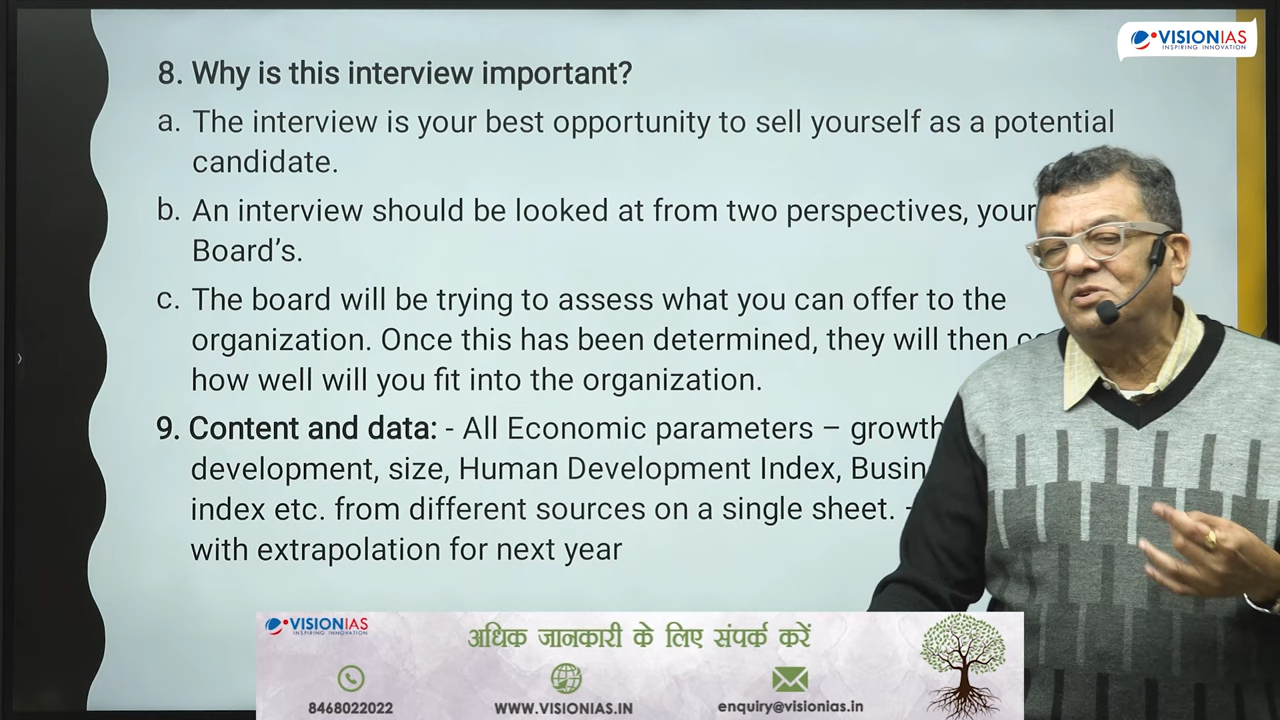 VISIONIAS
INSPIRING INNOVATION
8. Why is this interview important?
a. The interview is your best opportunity to sell yourself as a potential
candidate.
b. An interview should be looked at from two perspectives, your
Board’s.
c. The board will be trying to assess what you can offer to the
organization. Once this has been determined, they will then
how well will you fit into the organization.
9. Content and data: - All Economic parameters – growth
development, size, Human Development Index,
index etc. from different sources on a single sheet. -
with extrapolation for next year
VISIONIAS
INSPIRING INNOVATION
अधिक जानकारी के लिए संपर्क करें
8468022022
WWW.VISIONIAS.IN
enquiry@visionias.in